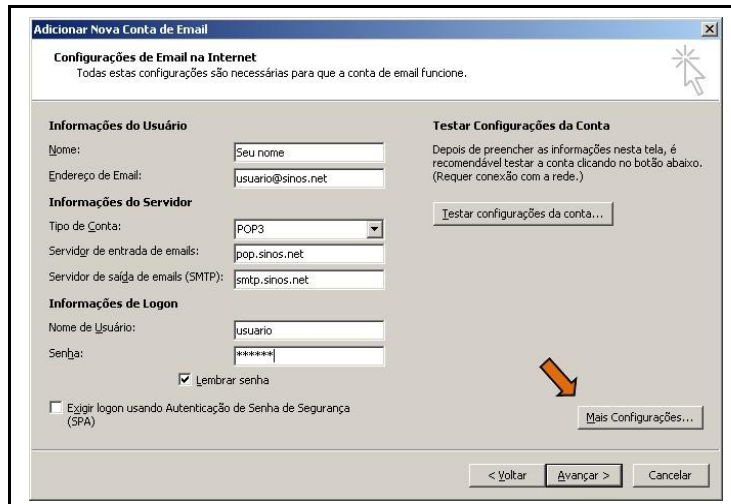 Adicionar Nova Conta de Email
Configurações de Email na Internet
Todas estas configurações são necessárias para que a conta de email funcione.
Informações do Usuário
Nome:
Seu nome
Endereço de Email:
usuario@sinos.net
Informações do Servidor
Tipo de Conta:
POP3
Servidor de entrada de emails:
pop.sinos.net
Servidor de saída de emails (SMTP):
smtp.sinos.net
Informações de Logon
Nome de Usuário:
usuario
Senha:
******
Lembrar senha
Exigir logon usando Autenticação de Senha de Segurança
(SPA)
Testar Configurações da Conta
Depois de preencher as informações nesta tela, é
recomendável testar a conta clicando no botão abaixo.
(Requer conexão com a rede.)
Testar configurações da conta...
Mais Configurações...
< Voltar
Avançar >
Cancelar